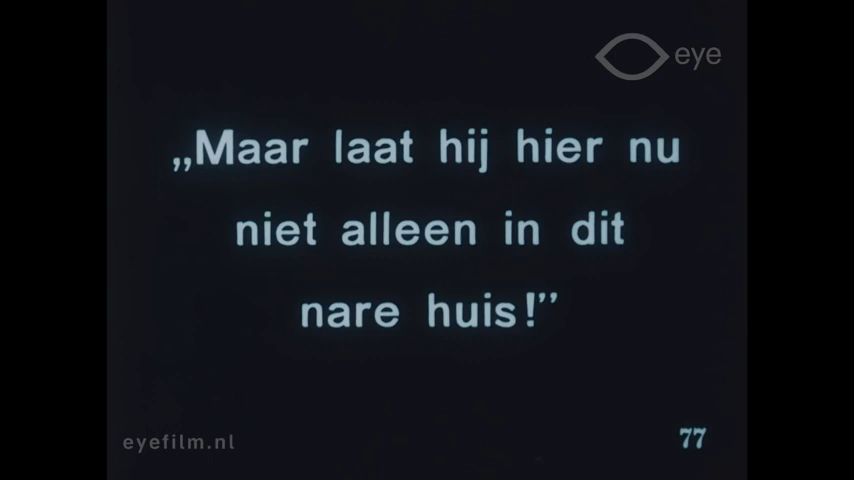 eye
„Maar laat hij hier nu
niet alleen in dit
nare huis!”
eyefilm.nl
77